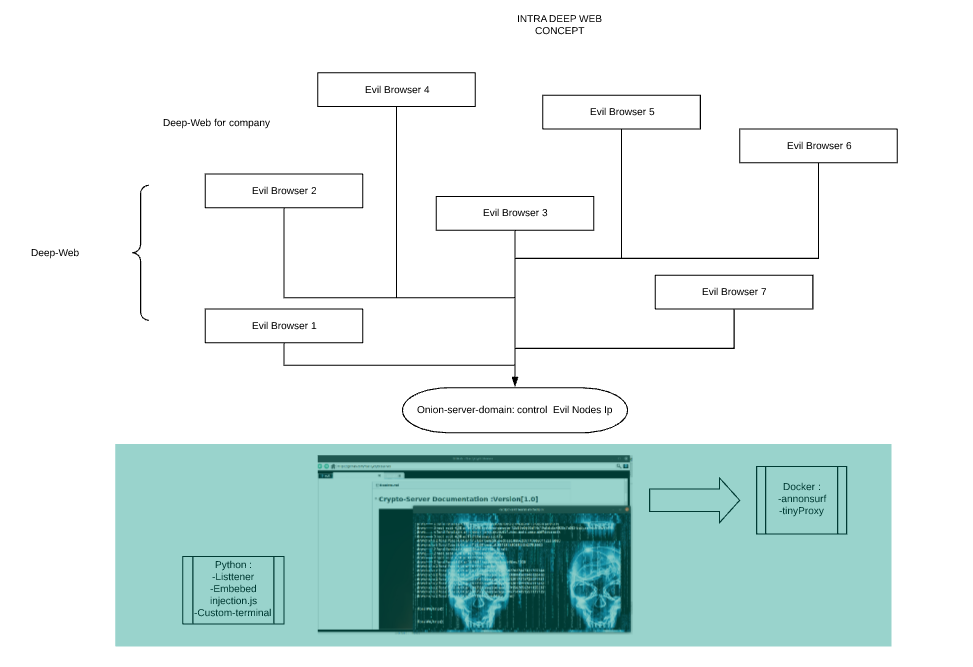 INTRA DEEP WEB
CONCEPT
Evil Browser 4
Evil Browser 5
Deep-Web for company
Evil Browser 6
Evil Browser 2
Evil Browser 3
Deep-Web
Evil Browser 7
Evil Browser 1
Onion-server-domain: control Evil Nodes Ip
Crypto-Server Documentation !Version[1.0]
Docker :
-annonsurf
-tinyProxy
Python :
-Listtener
-Embebed
injection.js
-Custom-terminal